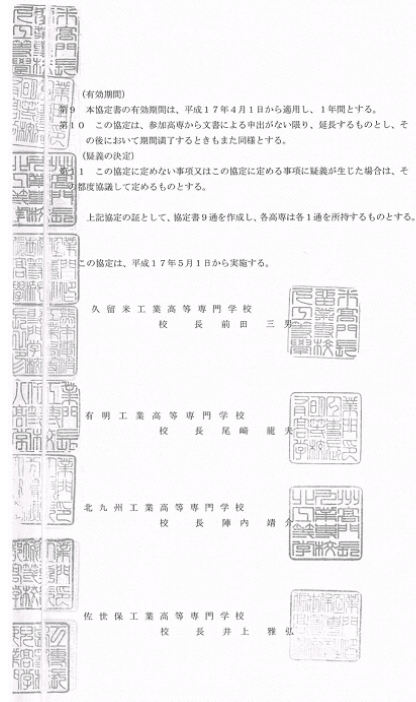 (有効期間)
第9 本協定書の有効期間は、平成17年4月1日から適用し、1年間とする。
第10 この協定は、参加高専から文書による申出がない限り、延長するものとし、そ
の後において期間満了するときもまた同様とする。
(疑義の決定)
第11 この協定に定めない事項又はこの協定に定める事項に疑義が生じた場合は、そ
の都度協議して定めるものとする。
上記協定の証として、協定書9通を作成し、各高専は各1通を所持するものとする。
この協定は、平成17年5月1日から実施する。
久留米工業高等専門学校
校長 前田 三男
有明工業高等専門学校
校長 尾崎 龍夫
北九州工業高等専門学校
校長 陣内 靖介
佐世保工業高等専門学校
校長 井上 雅弘